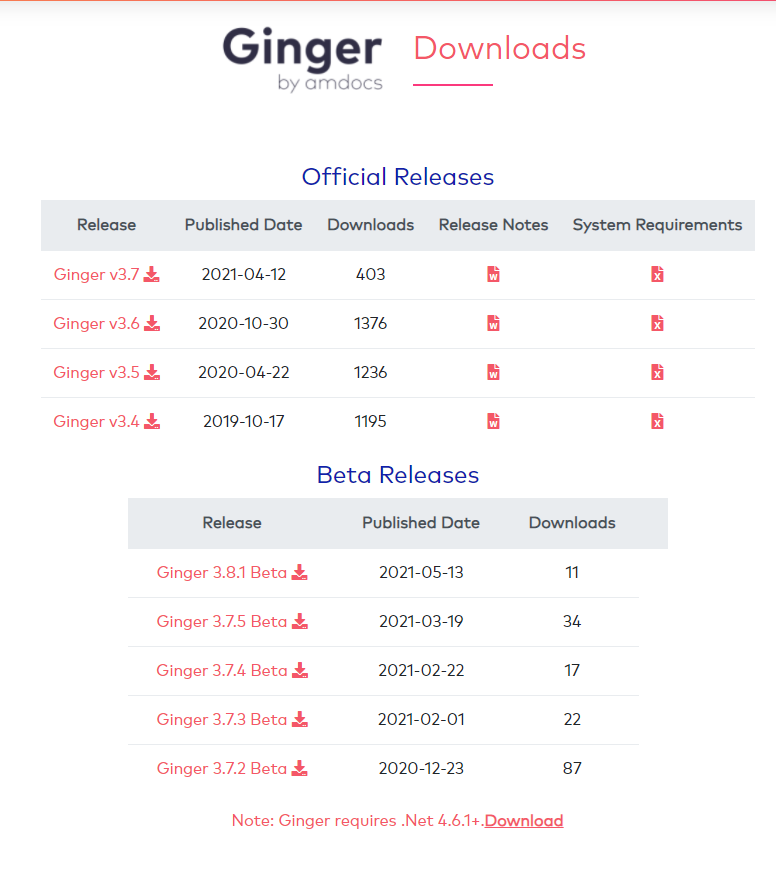 Ginger
by amdocs
Downloads
Official Releases
Release Published Date Downloads Release Notes System Requirements
Ginger v3.7 2021-04-12 403
Ginger v3.6 2020-10-30 1376
Ginger v3.5 2020-04-22 1236
Ginger v3.4 2019-10-17 1195
Beta Releases
Release Published Date Downloads
Ginger 3.8.1 Beta 2021-05-13 11
Ginger 3.7.5 Beta 2021-03-19 34
Ginger 3.7.4 Beta 2021-02-22 17
Ginger 3.7.3 Beta 2021-02-01 22
Ginger 3.7.2 Beta 2020-12-23 87
Note: Ginger requires .Net 4.6.1+.Download